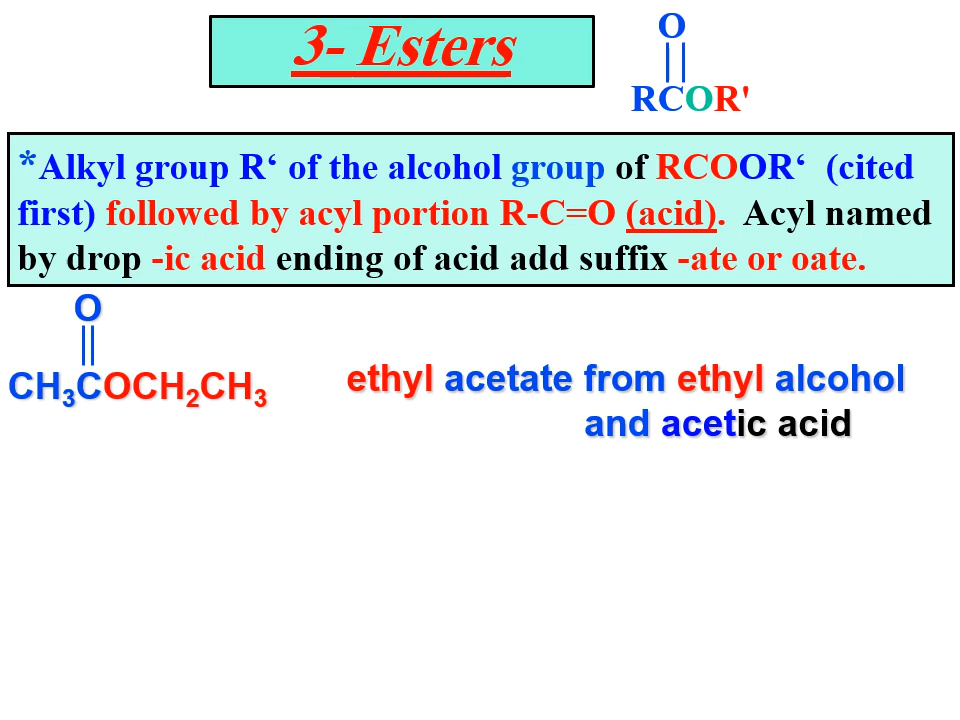 3- Esters
O
RCOR'
*Alkyl group R‘ of the alcohol group of RCOOR‘ (cited
first) followed by acyl portion R-C=O (acid). Acyl named
by drop -ic acid ending of acid add suffix -ate or oate.
O
CH₃COCH₂CH₃
ethyl acetate from ethyl alcohol
and acetic acid